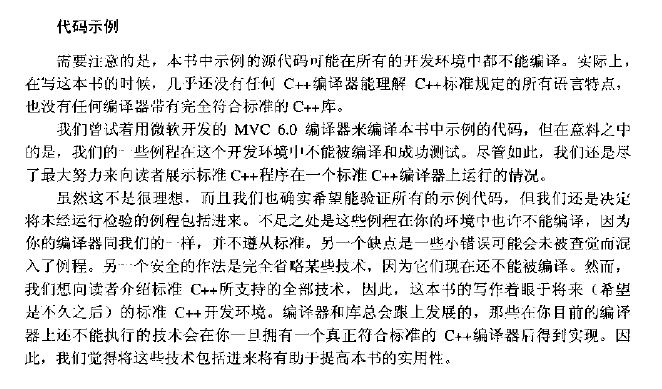 代码示例
需要注意的是，本书中示例的源代码可能在所有的开发环境中都不能编译。实际上，
在写这本书的时候，几乎还没有任何 C++编译器能理解 C++标准规定的所有语言特点，
也没有任何编译器带有完全符合标准的C++库。
我们曾试着用微软开发的 MVC 6.0 编译器来编译本书中示例的代码，但在意料之中
的是，我们的一些例程在这个开发环境中不能被编译和成功测试。尽管如此，我们还是尽
了最大努力来向读者展示标准C++程序在一个标准C++编译器上运行的情况。
虽然这不是很理想，而且我们也确实希望能验证所有的示例代码，但我们还是决定
将未经运行检验的例程包括进来。不足之处是这些例程在你的环境中也许不能编译，因为
你的编译器同我们的一样，并不遵从标准。另一个缺点是一些小错误可能会未被查觉而混
入了例程。另一个安全的作法是完全省略某些技术，因为它们现在还不能被编译。然而，
我们想向读者介绍标准 C++所支持的全部技术，因此，这本书的写作着眼于将来（希望
是不久之后）的标准 C++开发环境。编译器和库总会跟上发展的，那些在你目前的编译
器上还不能执行的技术会在你一旦拥有一个真正符合标准的 C++编译器后得到实现。因
此，我们觉得将这些技术包括进来将有助于提高本书的实用性。